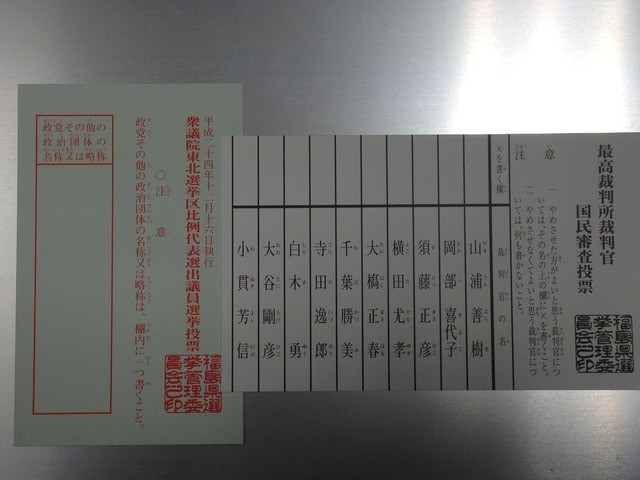 平成二十四年十二月十六日執行
衆議院東北選挙区比例代表選出議員選挙投票
○注意
政党その他の政治団体の名称又は略称は、欄内に一つ書くこと。
政党その他の
政治団体の
名称又は略称
福島県選
挙管理委
員会之印
最高裁判所裁判官
国民審査投票
注意
一 やめさせた方がよいと思う裁判官につ
いては、その名の上の欄に×を書くこと。
二 やめさせなくてよいと思う裁判官につ
いては、何も書かないこと。
×を書く欄
裁判官の名
山浦善樹
岡部喜代子
須藤正彦
横田尤孝
大橋正春
千葉勝美
寺田逸郎
白木勇
大谷剛彦
小貫芳信
福島県選
挙管理委
員会之印